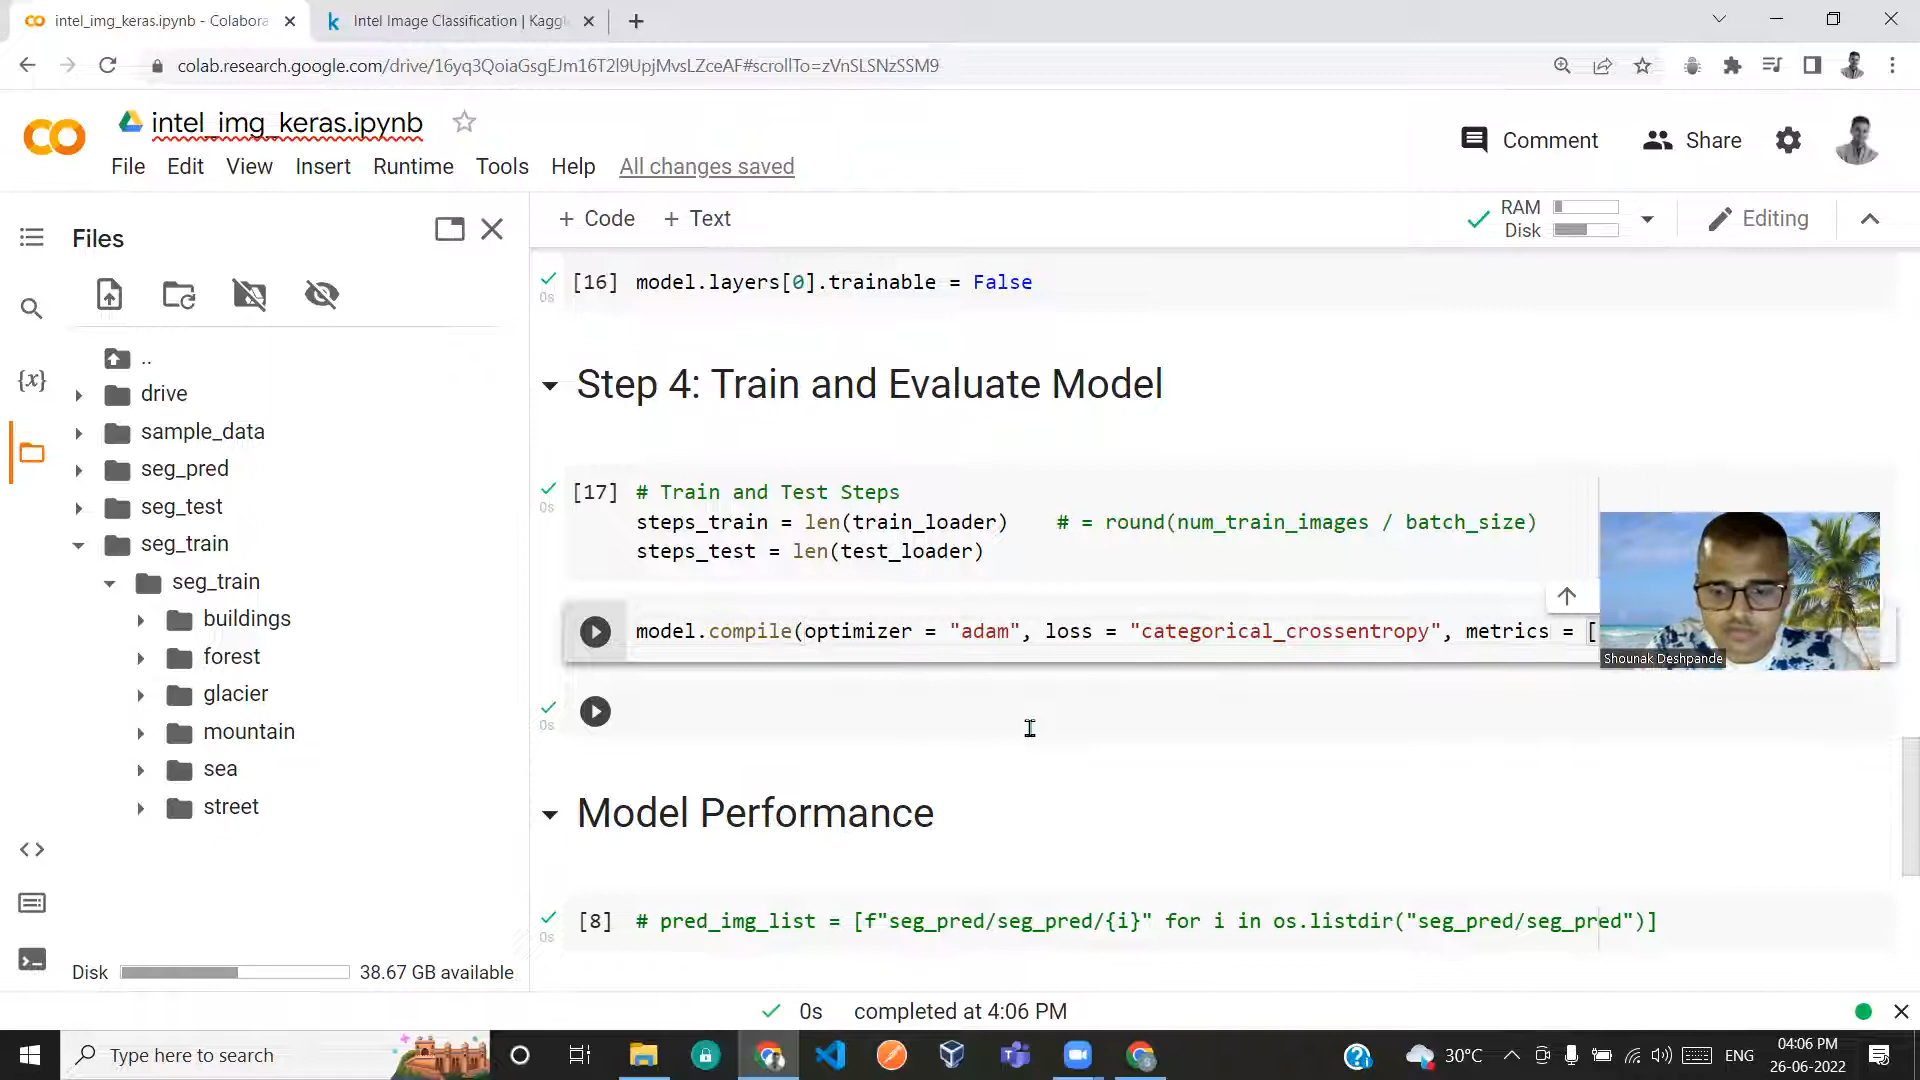 intel_img_keras.ipynb - Colabora
Intel Image Classification | Kaggl
colab.research.google.com/drive/16yq3QoiaGsgEJm16T2l9UpjMvsLZceAF#scrollTo=zVnSLSNzSSM9
intel_img_keras.ipynb
Comment
Share
File Edit View Insert Runtime Tools Help All changes saved
Files
+ Code + Text
RAM
Disk
Editing
{x}
..
drive
sample_data
seg_pred
seg_test
seg_train
seg_train
buildings
forest
glacier
mountain
sea
street
Disk 38.67 GB available
0s
[16] model.layers[0].trainable = False
Step 4: Train and Evaluate Model
0s
[17] # Train and Test Steps
steps_train = len(train_loader) # = round(num_train_images / batch_size)
steps_test = len(test_loader)
model.compile(optimizer = "adam", loss = "categorical_crossentropy", metrics = [
Shounak Deshpande
0s
Model Performance
0s
[8] # pred_img_list = [f"seg_pred/seg_pred/{i}" for i in os.listdir("seg_pred/seg_pred")]
0s completed at 4:06 PM
Type here to search
30°C
ENG
04:06 PM
26-06-2022